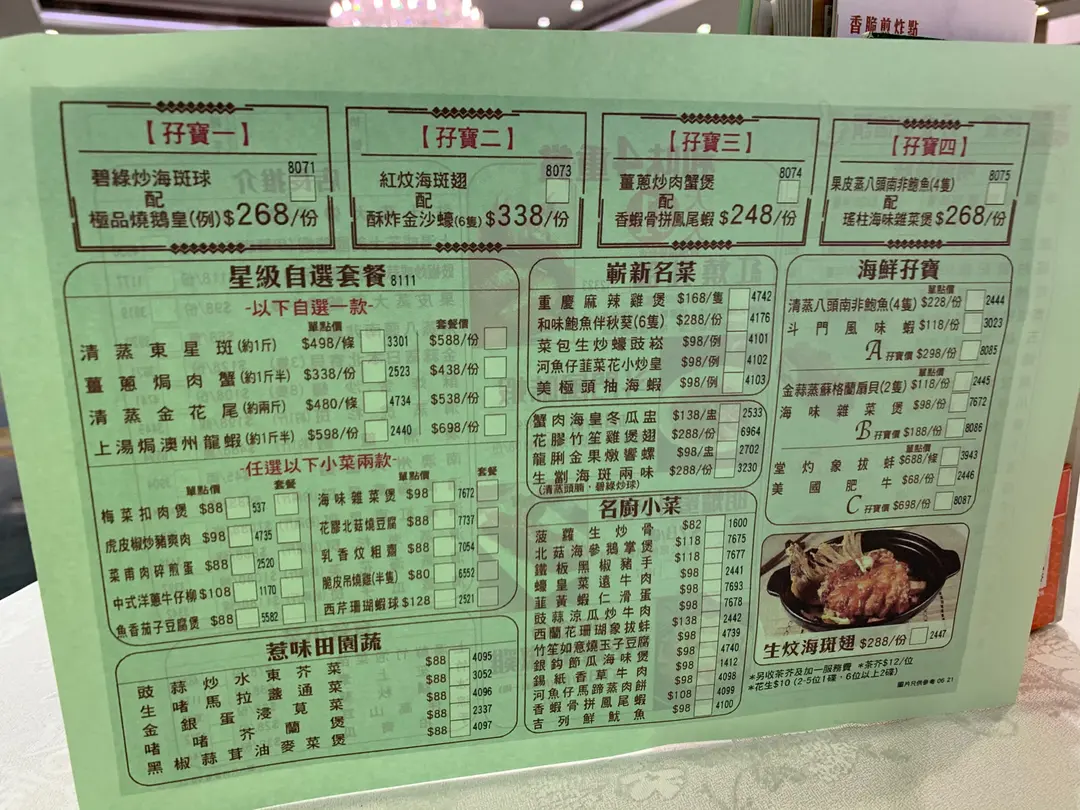 香脆煎炸點
【孖寶一】
碧綠炒海斑球
8071
配
極品燒鵝皇(例)$268/份
【孖寶二】
紅炆海斑翅
8073
配
酥炸金沙蠔(6隻)$338/份
【孖寶三】
薑蔥炒肉蟹煲
8074
配
香蝦骨拼鳳尾蝦$248/份
【孖寶四】
果皮蒸八頭南非鮑魚(4隻)
8075
配
瑤柱海味雜菜煲$268/份
星級自選套餐 8111
-以下自選一款-
單點價 套餐價
清蒸東星斑(約1斤) $498/條 3301 $588/份
薑蔥焗肉蟹(約1斤半) $338/份 2523 $438/份
清蒸金花尾(約兩斤) $480/條 4734 $538/份
上湯焗澳州龍蝦(約1斤半) $598/份 2440 $698/份
-任選以下小菜兩款-
單點價 套餐
梅菜扣肉煲 $88 537
虎皮椒炒豬爽肉 $98 4735
菜甫肉碎煎蛋 $88 2520
中式洋蔥牛仔柳 $108 1170
魚香茄子豆腐煲 $88 5582
單點價 套餐
海味雜菜煲 $98 7672
花膠北菇燒豆腐 $88 7737
乳香炆粗齋 $88 7054
脆皮吊燒雞(半隻) $80 6552
西芹珊瑚蝦球 $128 2521
惹味田園蔬
豉蒜炒水東芥菜 $88 4095
生啫馬拉盞通菜 $88 3052
金銀蛋浸莧菜 $88 4096
啫啫芥蘭煲 $88 2337
黑椒蒜茸油麥菜煲 $88 4097
嶄新名菜
重慶麻辣雞煲 $168/隻 4742
和味鮑魚伴秋葵(6隻) $288/份 4176
菜包生炒蠔豉崧 $98/例 4101
河魚仔韮菜花小炒皇 $98/例 4102
美極頭抽海蝦 $98/例 4103
蟹肉海皇冬瓜盅 $138/盅 2533
花膠竹笙雞煲翅 $288/份 6964
龍脷金果燉響螺 $98/盅 2702
生劏海斑兩味 $288/份 3230
(清蒸頭腩，碧綠炒球)
名廚小菜
菠蘿生炒骨 $82 1600
北菇海參鵝掌煲 $118 7675
鐵板黑椒豬手 $118 7677
蠔皇菜遠牛肉 $98 2441
韮黃蝦仁滑蛋 $98 7693
豉蒜涼瓜炒牛肉 $98 7678
西蘭花珊瑚象拔蚌 $138 2442
竹笙如意燒玉子豆腐 $98 4739
銀鈎節瓜海味煲 $98 4740
錫紙香草牛肉 $98 1412
河魚仔馬蹄蒸肉餅 $98 4098
香蝦骨拼鳳尾蝦 $108 4099
吉列鮮魷魚 $98 4100
海鮮孖寶
單點價
清蒸八頭南非鮑魚(4隻) $228/份 2444
斗門風味蝦 $118/份 3023
A 孖寶價 $298/份 8085
單點價
金蒜蒸蘇格蘭扇貝(2隻) $118/份 2445
海味雜菜煲 $98/份 7672
B 孖寶價 $188/份 8086
單點價
堂灼象拔蚌 $688/條 3943
美國肥牛 $68/份 2446
C 孖寶價 $698/份 8087
生炆海斑翅 $288/份 2447
*另收茶芥及加一服務費 *茶芥$12/位
*花生$10 (2-5位1碟，6位以上2碟)
圖片只供參考 06 21